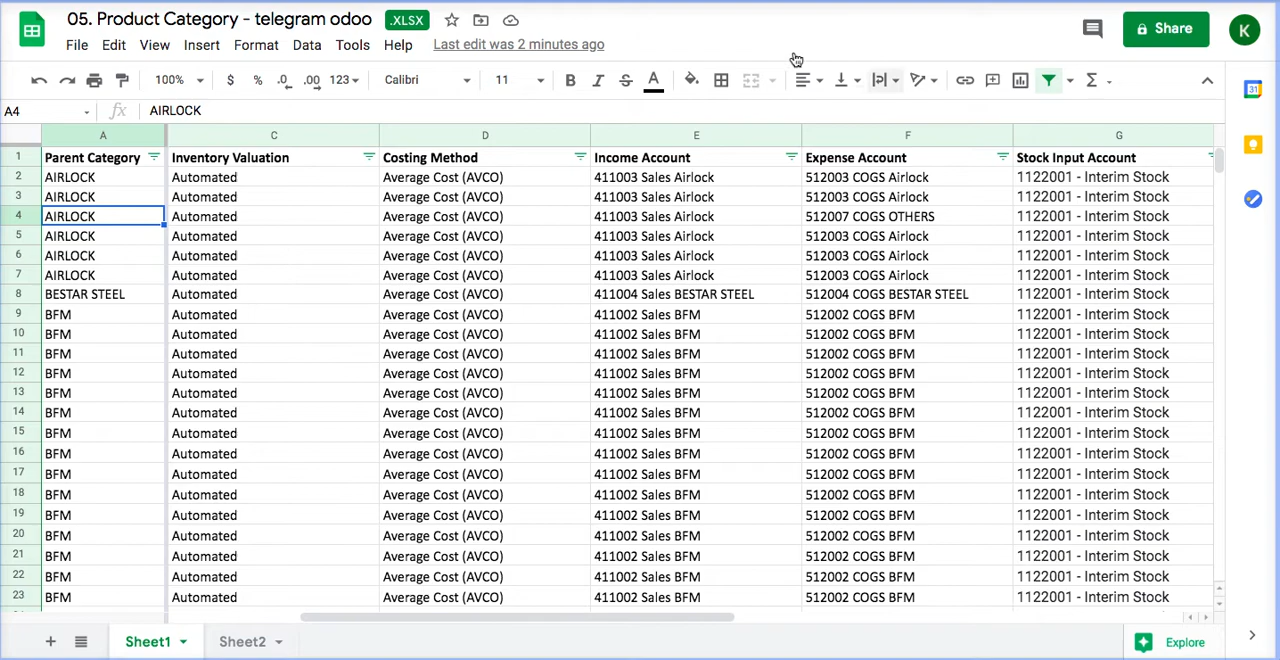 05. Product Category - telegram odoo .XLSX
File Edit View Insert Format Data Tools Help Last edit was 2 minutes ago
Share
K
100% $ % .0 .00 123 Calibri 11 B I S A Σ
31
A4 fx AIRLOCK
A C D E F G
1 Parent Category Inventory Valuation Costing Method Income Account Expense Account Stock Input Account
2 AIRLOCK Automated Average Cost (AVCO) 411003 Sales Airlock 512003 COGS Airlock 1122001 - Interim Stock
3 AIRLOCK Automated Average Cost (AVCO) 411003 Sales Airlock 512003 COGS Airlock 1122001 - Interim Stock
4 AIRLOCK Automated Average Cost (AVCO) 411003 Sales Airlock 512007 COGS OTHERS 1122001 - Interim Stock
5 AIRLOCK Automated Average Cost (AVCO) 411003 Sales Airlock 512003 COGS Airlock 1122001 - Interim Stock
6 AIRLOCK Automated Average Cost (AVCO) 411003 Sales Airlock 512003 COGS Airlock 1122001 - Interim Stock
7 AIRLOCK Automated Average Cost (AVCO) 411003 Sales Airlock 512003 COGS Airlock 1122001 - Interim Stock
8 BESTAR STEEL Automated Average Cost (AVCO) 411004 Sales BESTAR STEEL 512004 COGS BESTAR STEEL 1122001 - Interim Stock
9 BFM Automated Average Cost (AVCO) 411002 Sales BFM 512002 COGS BFM 1122001 - Interim Stock
10 BFM Automated Average Cost (AVCO) 411002 Sales BFM 512002 COGS BFM 1122001 - Interim Stock
11 BFM Automated Average Cost (AVCO) 411002 Sales BFM 512002 COGS BFM 1122001 - Interim Stock
12 BFM Automated Average Cost (AVCO) 411002 Sales BFM 512002 COGS BFM 1122001 - Interim Stock
13 BFM Automated Average Cost (AVCO) 411002 Sales BFM 512002 COGS BFM 1122001 - Interim Stock
14 BFM Automated Average Cost (AVCO) 411002 Sales BFM 512002 COGS BFM 1122001 - Interim Stock
15 BFM Automated Average Cost (AVCO) 411002 Sales BFM 512002 COGS BFM 1122001 - Interim Stock
16 BFM Automated Average Cost (AVCO) 411002 Sales BFM 512002 COGS BFM 1122001 - Interim Stock
17 BFM Automated Average Cost (AVCO) 411002 Sales BFM 512002 COGS BFM 1122001 - Interim Stock
18 BFM Automated Average Cost (AVCO) 411002 Sales BFM 512002 COGS BFM 1122001 - Interim Stock
19 BFM Automated Average Cost (AVCO) 411002 Sales BFM 512002 COGS BFM 1122001 - Interim Stock
20 BFM Automated Average Cost (AVCO) 411002 Sales BFM 512002 COGS BFM 1122001 - Interim Stock
21 BFM Automated Average Cost (AVCO) 411002 Sales BFM 512002 COGS BFM 1122001 - Interim Stock
22 BFM Automated Average Cost (AVCO) 411002 Sales BFM 512002 COGS BFM 1122001 - Interim Stock
23 BFM Automated Average Cost (AVCO) 411002 Sales BFM 512002 COGS BFM 1122001 - Interim Stock
+ Sheet1 Sheet2 Explore